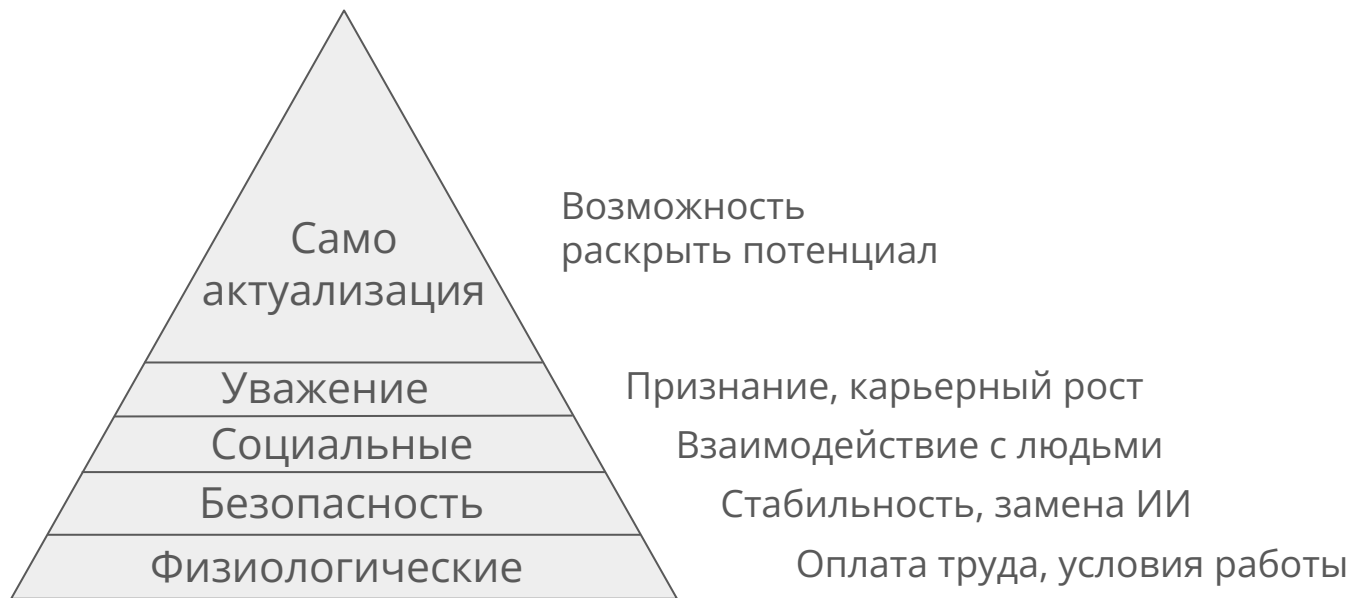 Само
актуализация
Возможность
раскрыть потенциал
Уважение
Признание, карьерный рост
Социальные
Взаимодействие с людьми
Безопасность
Стабильность, замена ИИ
Физиологические
Оплата труда, условия работы